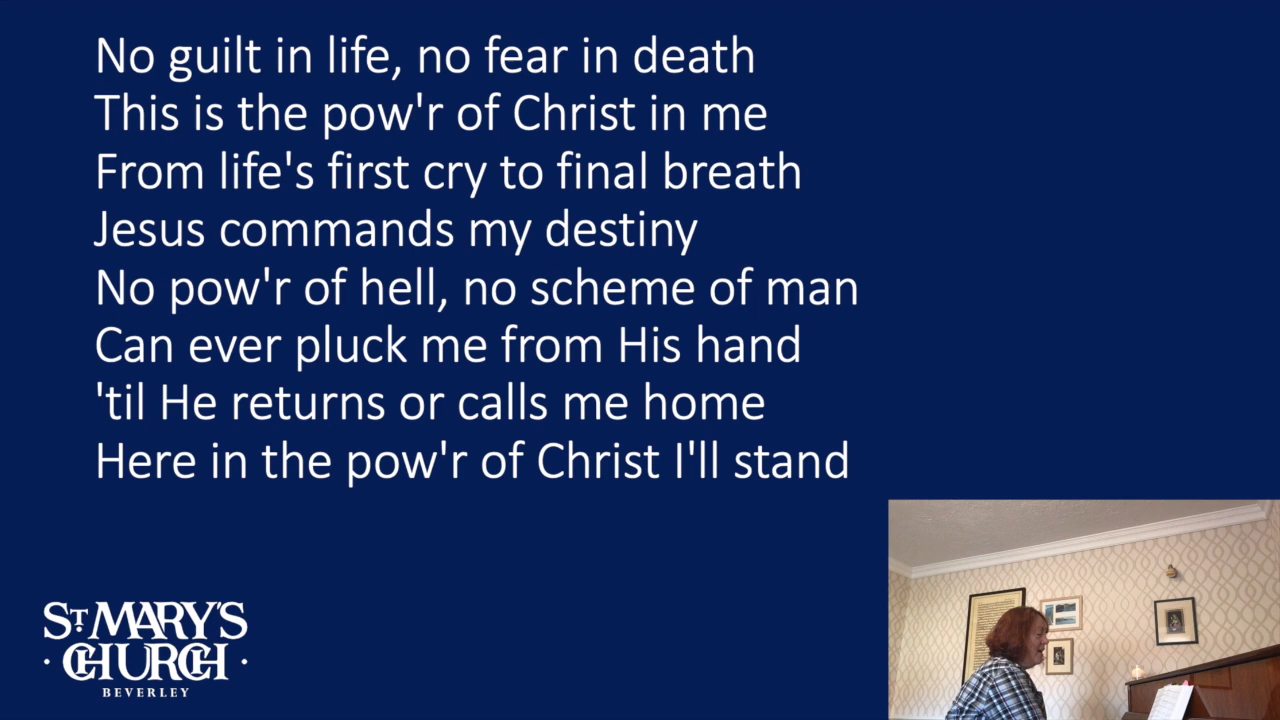 No guilt in life, no fear in death
This is the pow'r of Christ in me
From life's first cry to final breath
Jesus commands my destiny
No pow'r of hell, no scheme of man
Can ever pluck me from His hand
'til He returns or calls me home
Here in the pow'r of Christ I'll stand
ST MARY'S
· CHURCH ·
BEVERLEY